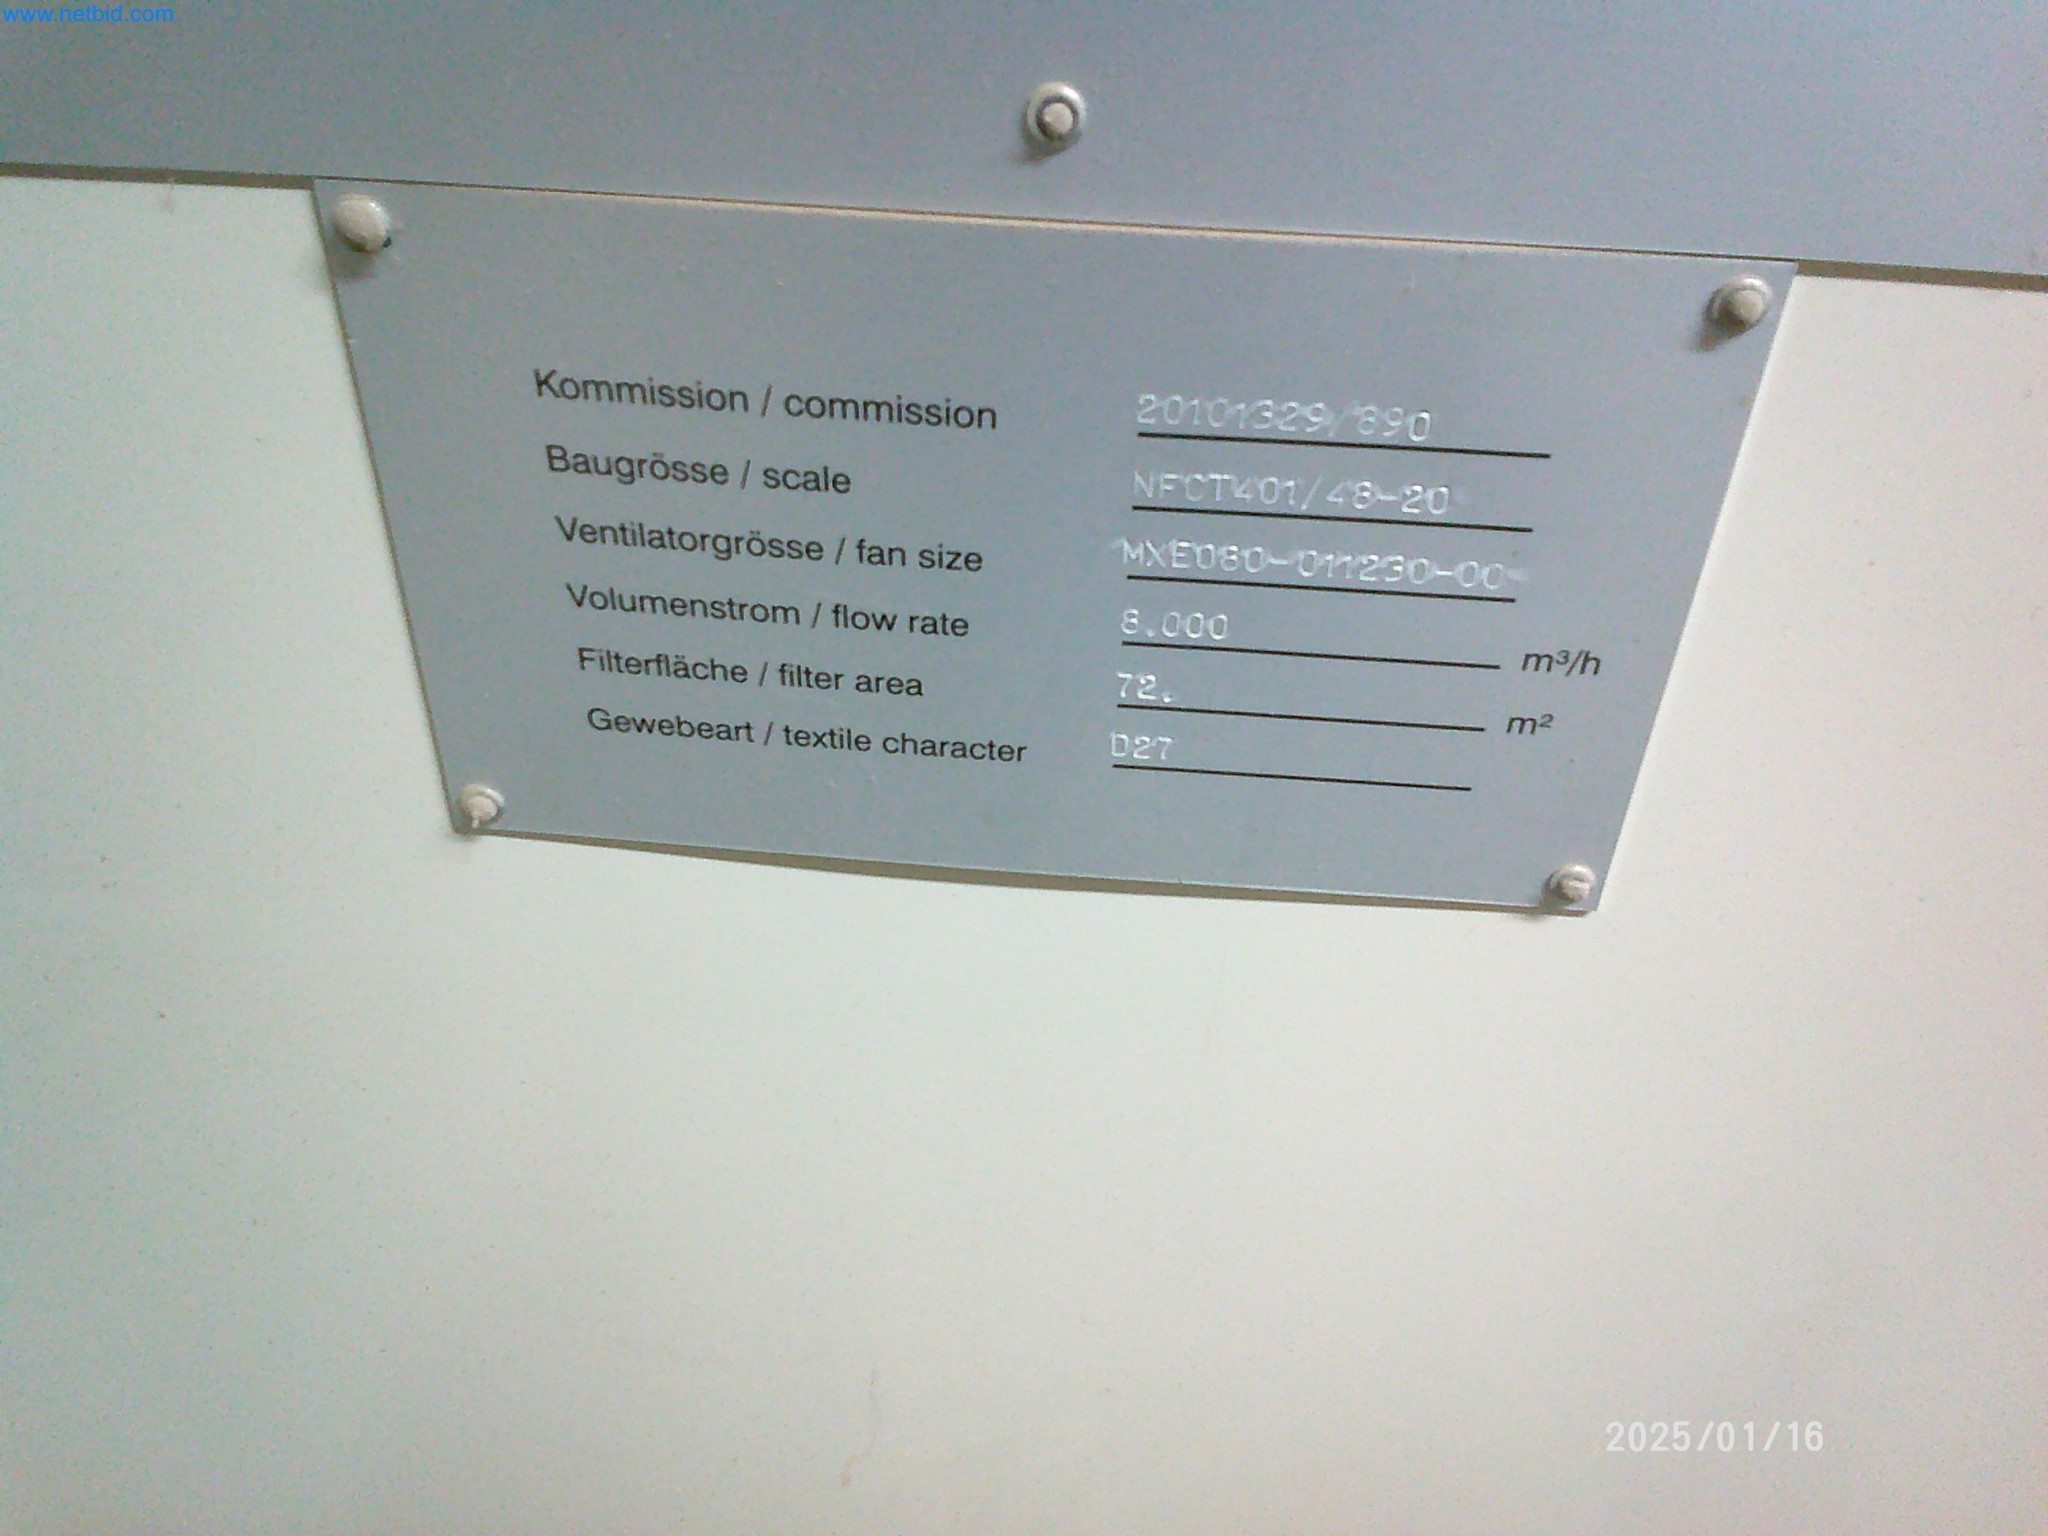 www.netbid.com
Kommission / commission 20101329/890
Baugrösse / scale NFCT401/48-20
Ventilatorgrösse / fan size MXE080-011230-00
Volumenstrom / flow rate 8.000 m³/h
Filterfläche / filter area 72. m²
Gewebeart / textile character D27
2025/01/16